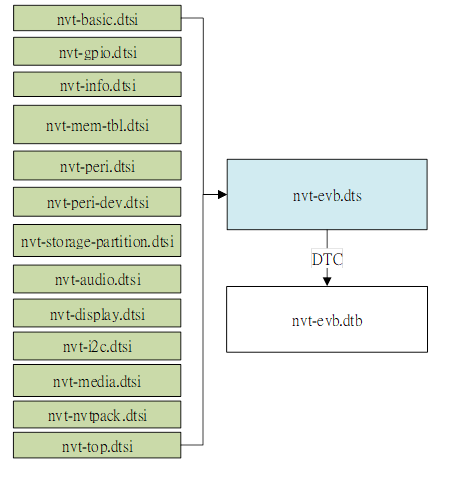 nvt-basic.dtsi
nvt-gpio.dtsi
nvt-info.dtsi
nvt-mem-tbl.dtsi
nvt-peri.dtsi
nvt-peri-dev.dtsi
nvt-storage-partition.dtsi
nvt-audio.dtsi
nvt-display.dtsi
nvt-i2c.dtsi
nvt-media.dtsi
nvt-nvtpack.dtsi
nvt-top.dtsi
nvt-evb.dts
DTC
nvt-evb.dtb